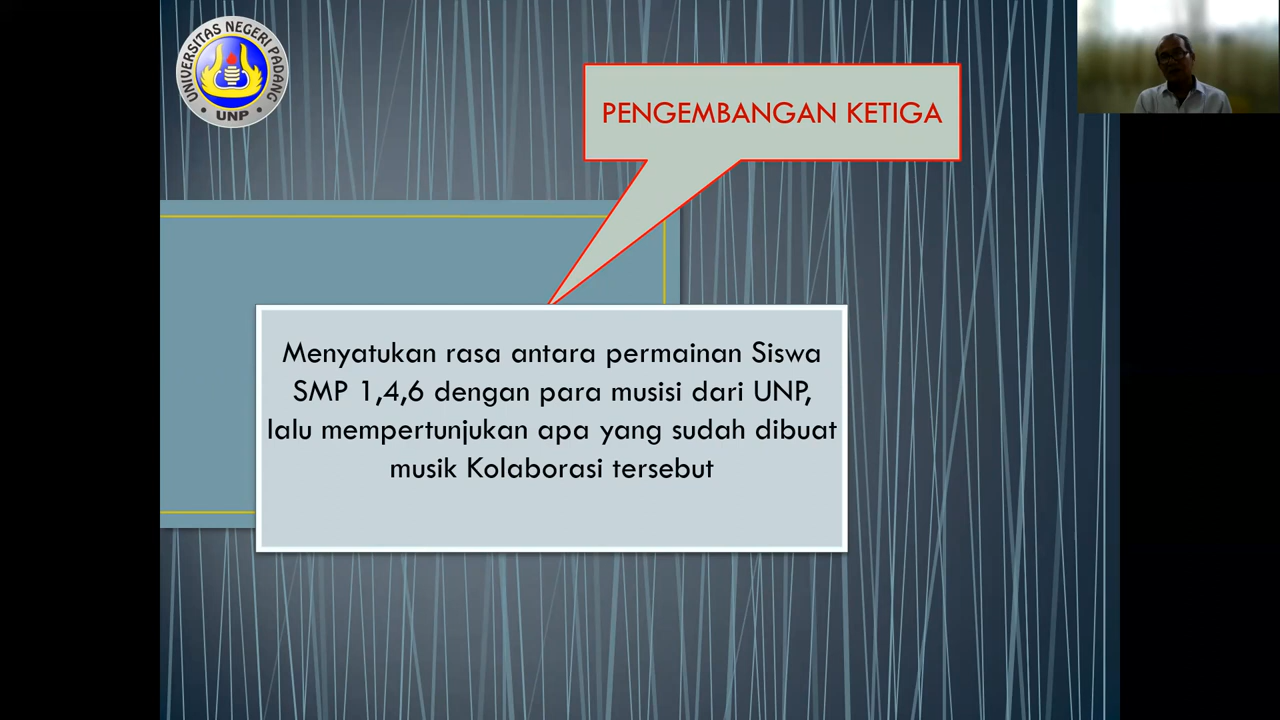 UNIVERSITAS NEGERI PADANG
UNP
PENGEMBANGAN KETIGA
Menyatukan rasa antara permainan Siswa
SMP 1,4,6 dengan para musisi dari UNP,
lalu mempertunjukan apa yang sudah dibuat
musik Kolaborasi tersebut